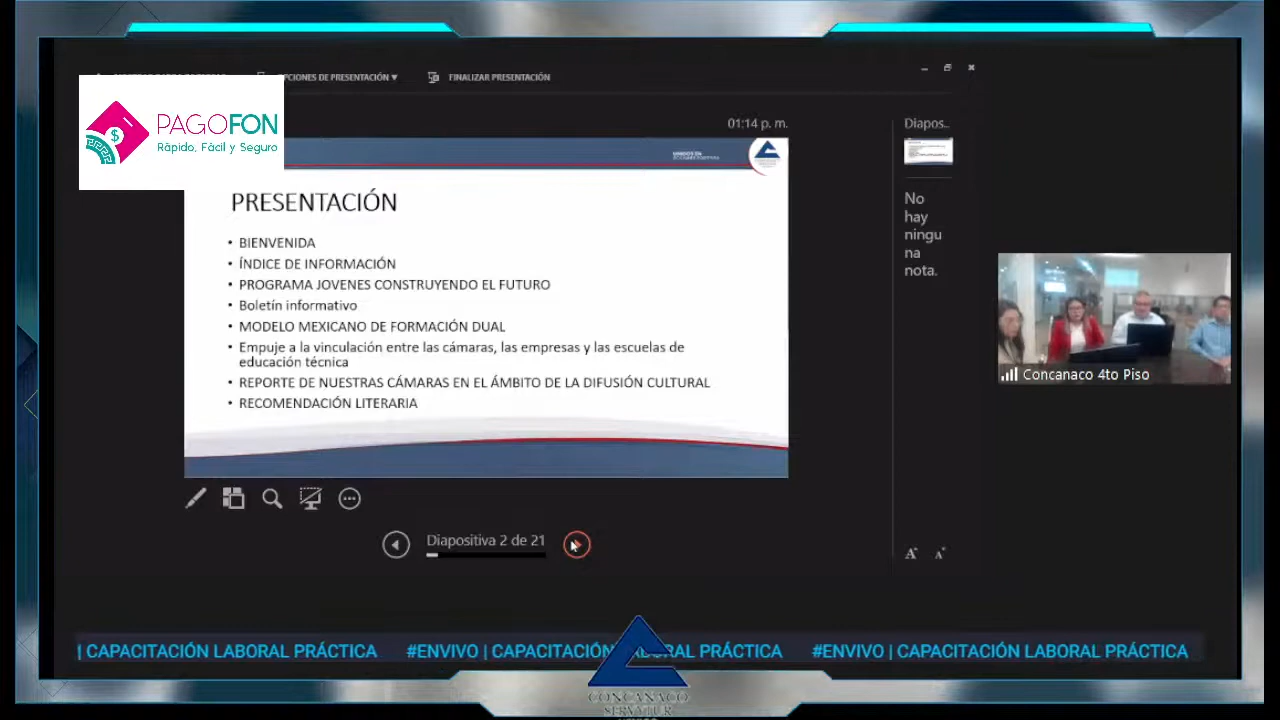 OPCIONES DE PRESENTACIÓN ▼
FINALIZAR PRESENTACIÓN
PAGOFON
Rápido, Fácil y Seguro
01:14 p. m.
Diapos..
UNIDOS EN
PRESENTACIÓN
• BIENVENIDA
• ÍNDICE DE INFORMACIÓN
• PROGRAMA JOVENES CONSTRUYENDO EL FUTURO
• Boletín informativo
• MODELO MEXICANO DE FORMACIÓN DUAL
• Empuje a la vinculación entre las cámaras, las empresas y las escuelas de
educación técnica
• REPORTE DE NUESTRAS CÁMARAS EN EL ÁMBITO DE LA DIFUSIÓN CULTURAL
• RECOMENDACIÓN LITERARIA
No
hay
ningu
na
nota.
Concanaco 4to Piso
Diapositiva 2 de 21
| CAPACITACIÓN LABORAL PRÁCTICA #ENVIVO | CAPACITACIÓN LABORAL PRÁCTICA #ENVIVO | CAPACITACIÓN LABORAL PRÁCTICA
CONCANACO
SERVYTUR